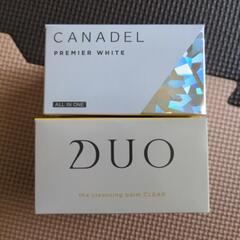 CANADEL
PREMIER WHITE
ALL IN ONE
DUO
the cleansing balm CLEAR